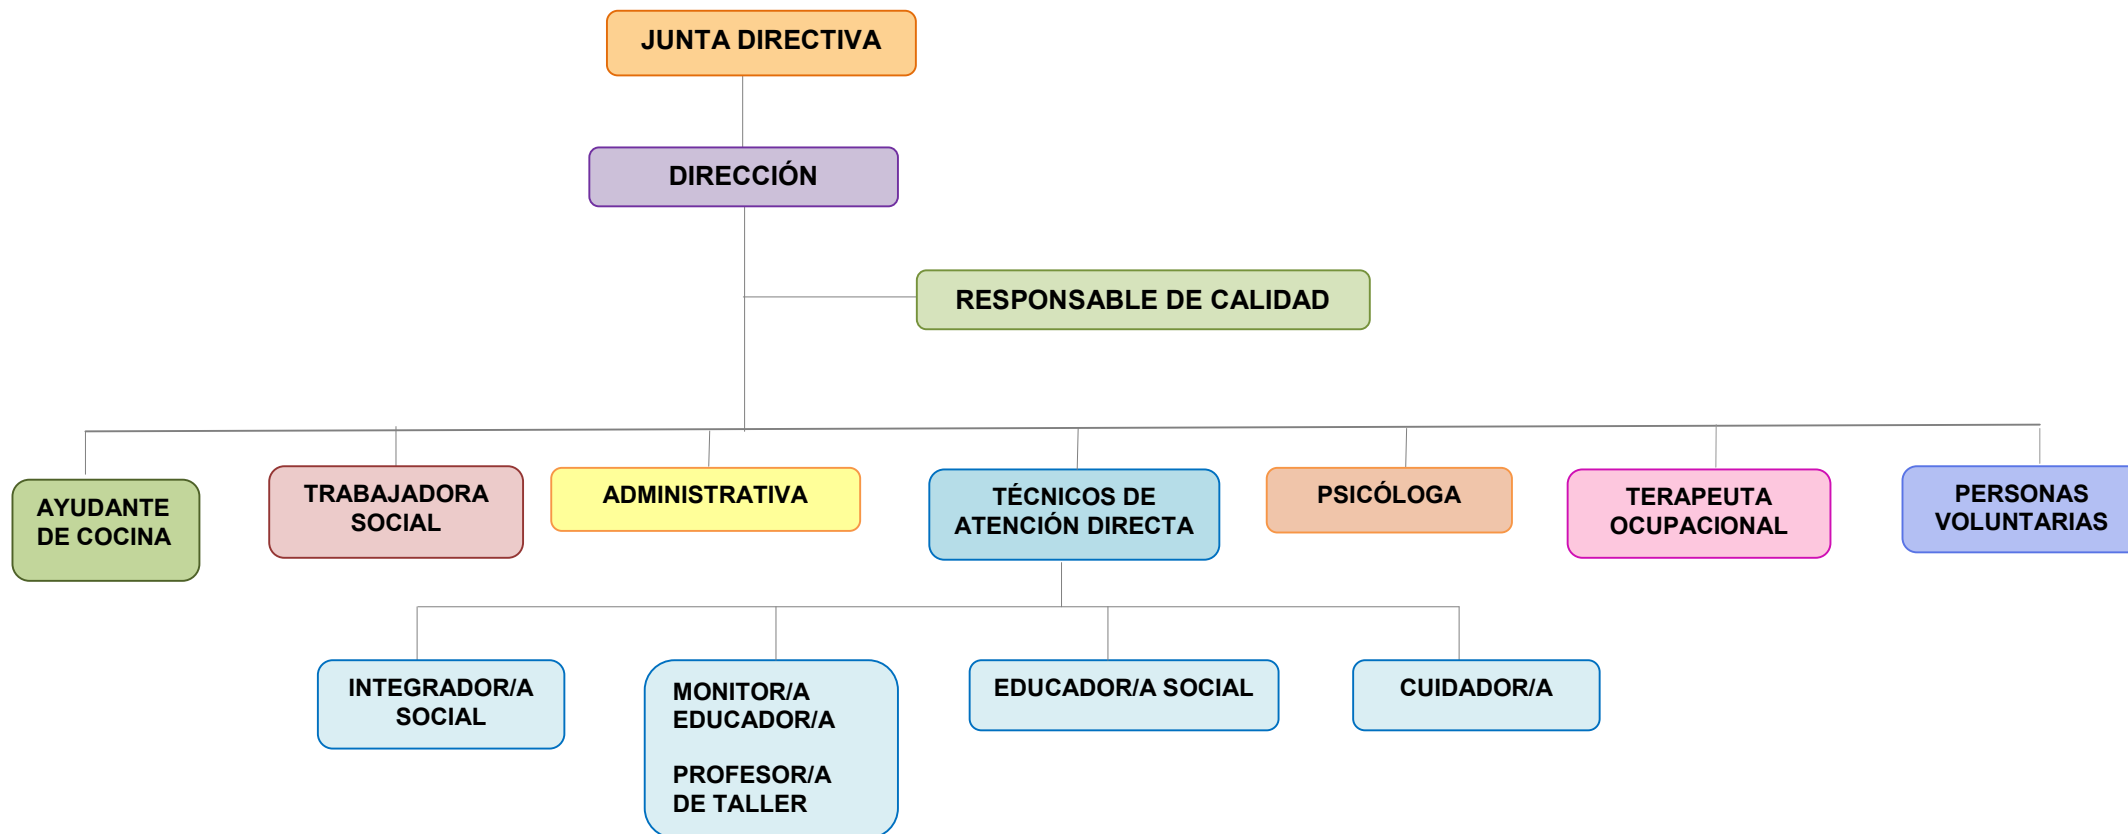 JUNTA DIRECTIVA
DIRECCIÓN
RESPONSABLE DE CALIDAD
AYUDANTE
DE COCINA
TRABAJADORA
SOCIAL
ADMINISTRATIVA
TÉCNICOS DE
ATENCIÓN DIRECTA
PSICÓLOGA
TERAPEUTA
OCUPACIONAL
PERSONAS
VOLUNTARIAS
INTEGRADOR/A
SOCIAL
MONITOR/A
EDUCADOR/A
PROFESOR/A
DE TALLER
EDUCADOR/A SOCIAL
CUIDADOR/A